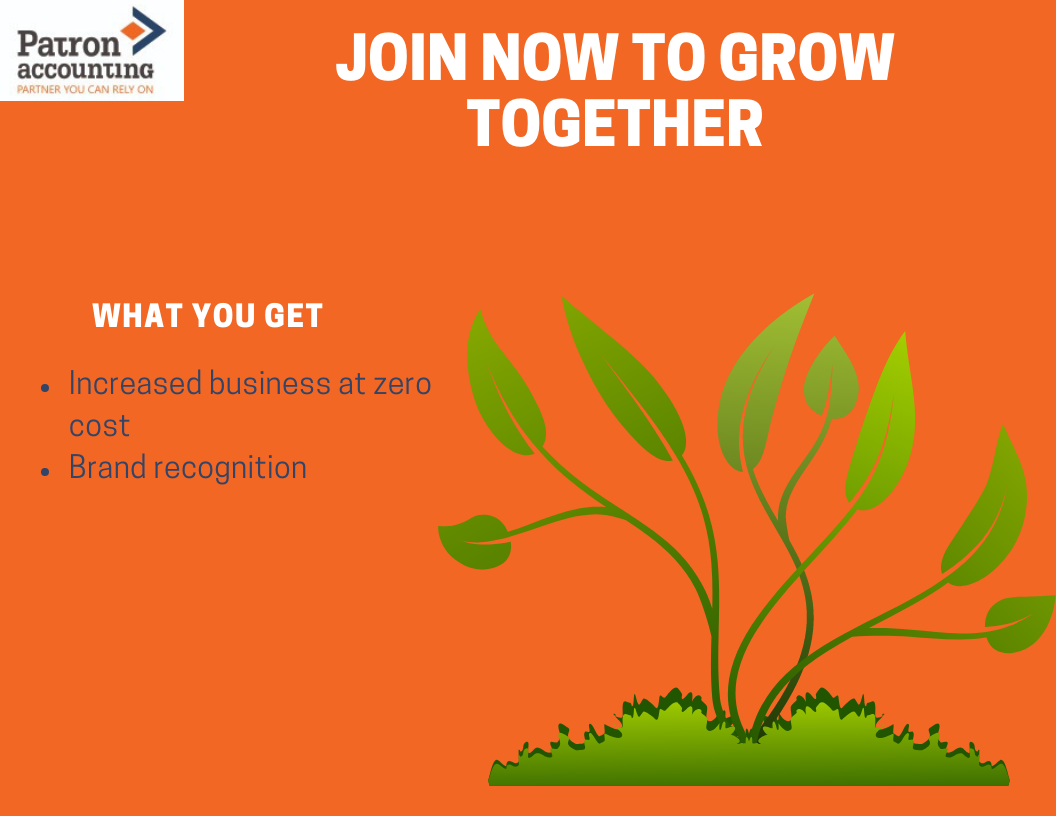 Patron
accounting
PARTNER YOU CAN RELY ON
JOIN NOW TO GROW
TOGETHER
WHAT YOU GET
• Increased business at zero
cost
• Brand recognition